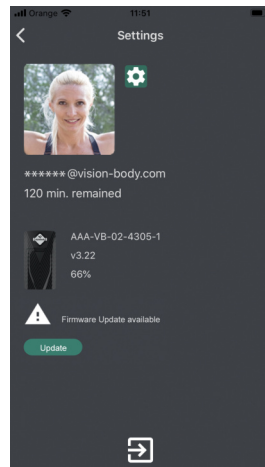 Orange 11:51
Settings
******@vision-body.com
120 min. remained
AAA-VB-02-4305-1
v3.22
66%
Firmware Update available
Update